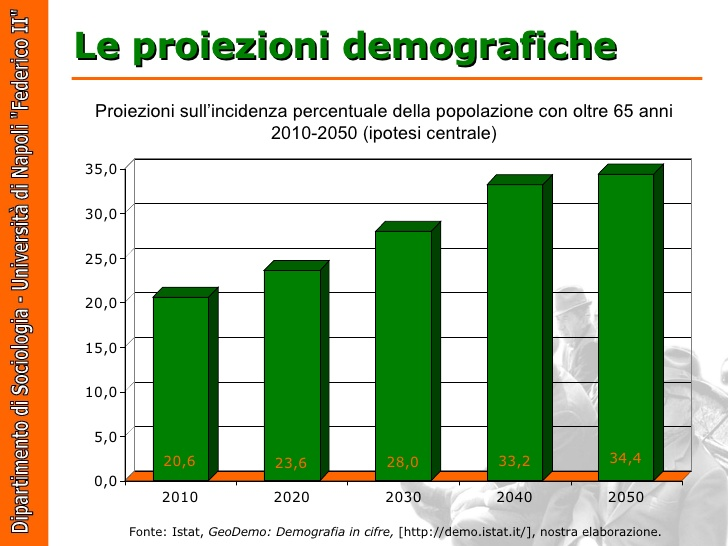 Dipartimento di Sociologia - Università di Napoli "Federico II"
Le proiezioni demografiche
Proiezioni sull'incidenza percentuale della popolazione con oltre 65 anni
2010-2050 (ipotesi centrale)
35,0
30,0
25,0
20,0
15,0
10,0
5,0
0,0
20,6 23,6 28,0 33,2 34,4
2010 2020 2030 2040 2050
Fonte: Istat, GeoDemo: Demografia in cifre, [http://demo.istat.it/], nostra elaborazione.